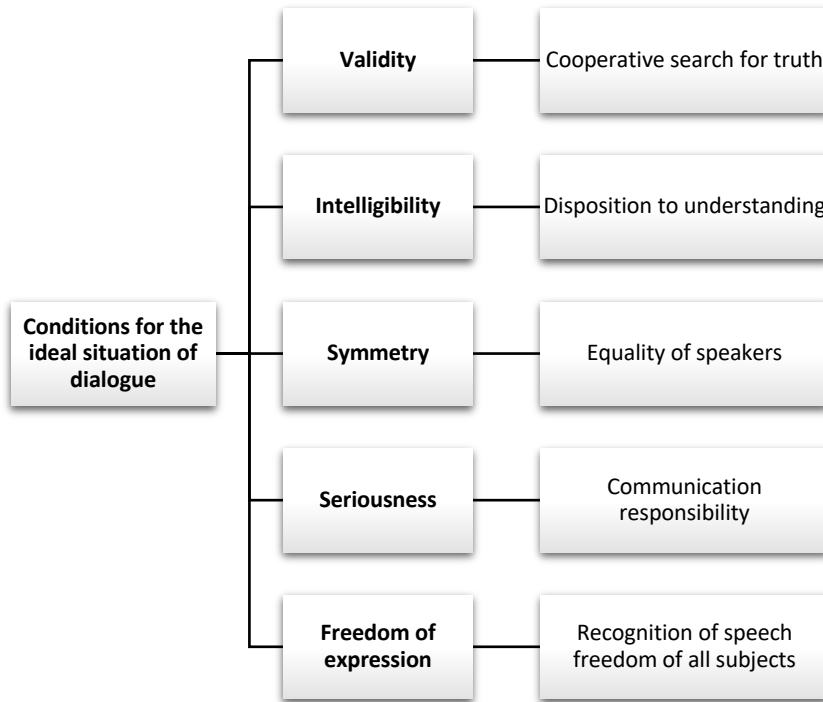 Validity
Cooperative search for truth
Intelligibility
Disposition to understanding
Conditions for the
ideal situation of
dialogue
Symmetry
Equality of speakers
Seriousness
Communication
responsibility
Freedom of
expression
Recognition of speech
freedom of all subjects